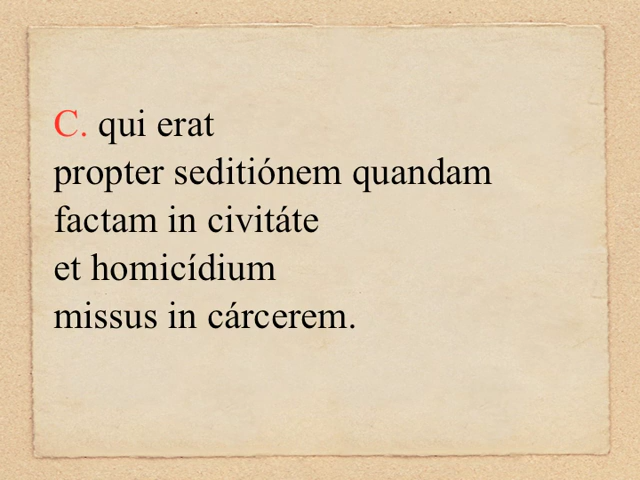 C. qui erat
propter seditiónem quandam
factam in civitáte
et homicídium
missus in cárcerem.